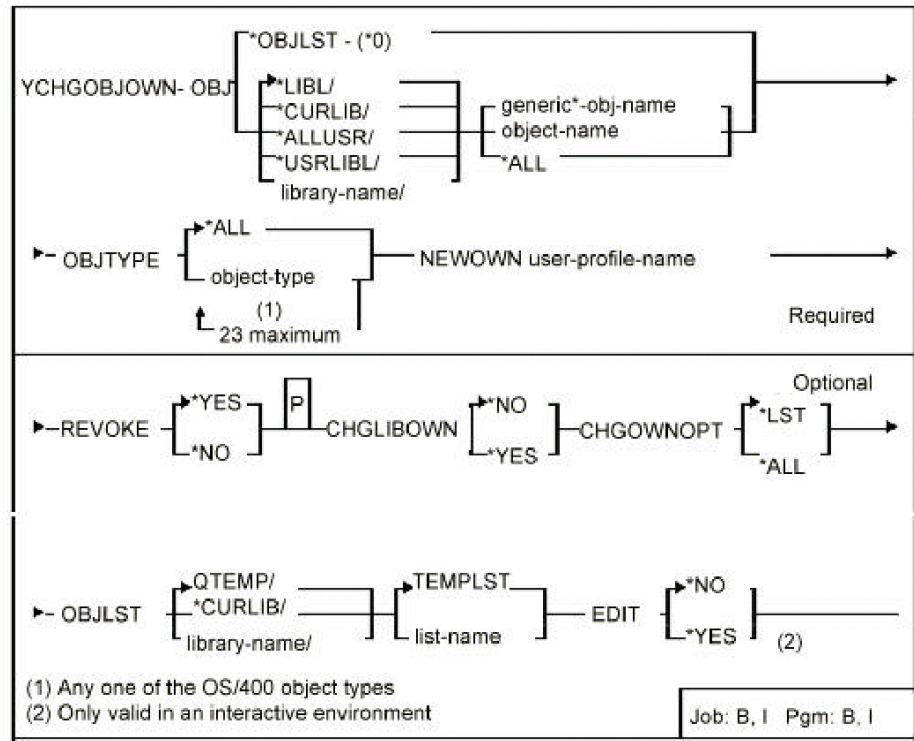 *OBJLST - (*0)
YCHGOBJOWN- OBJ
*LIBL/
*CURLIB/
*ALLUSR/
*USRLIBL/
library-name/
generic*-obj-name
object-name
*ALL
OBJTYPE
*ALL
object-type
(1)
23 maximum
NEWOWN user-profile-name
Required
Optional
REVOKE
*YES
*NO
P
CHGLIBOWN
*NO
*YES
CHGOWNOPT
*LST
*ALL
OBJLST
QTEMP/
*CURLIB/
library-name/
TEMPLST
list-name
EDIT
*NO
*YES
(2)
(1) Any one of the OS/400 object types
(2) Only valid in an interactive environment
Job: B, I Pgm: B, I